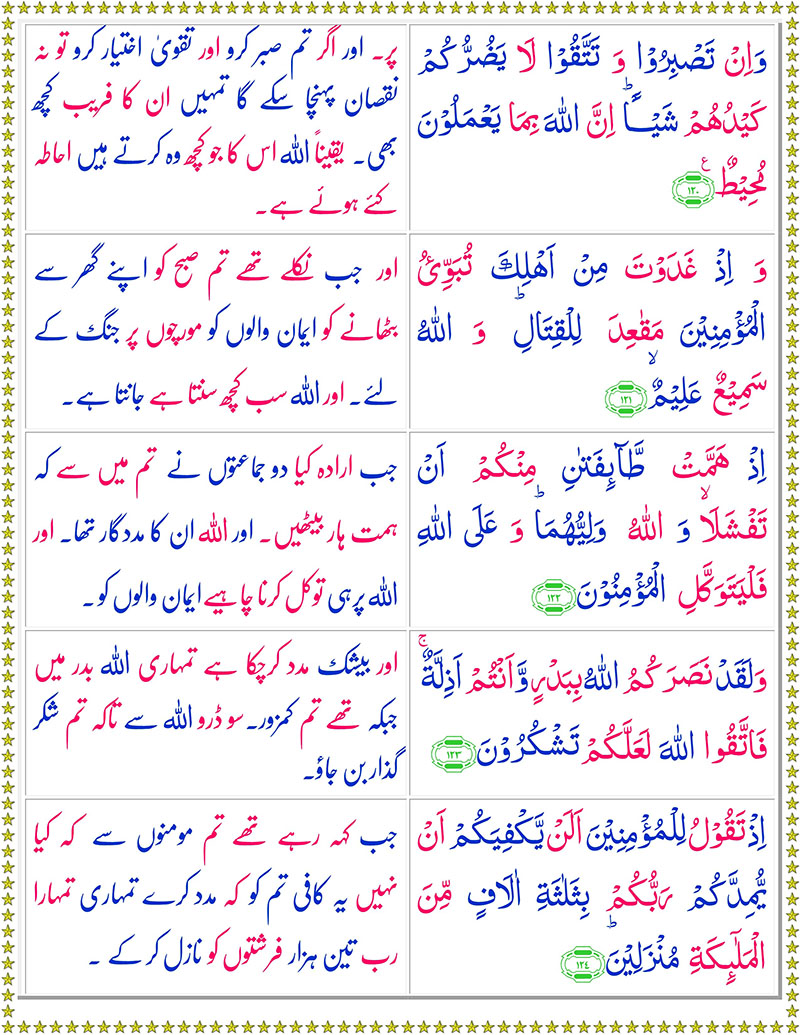 وَاِنْ تَصْبِرُوْا وَ تَتَّقُوْا لَا يَضُرُّكُمْ
كَيْدُهُمْ شَيْـًٔـا ؕ اِنَّ اللّٰهَ بِمَا يَعْمَلُوْنَ
مُحِيْطٌ ع ١٢٠
پر۔ اور اگر تم صبر کرو اور تقویٰ اختیار کرو تو نہ
نقصان پہنچا سکے گا تمہیں ان کا فریب کچھ
بھی۔ یقیناً اللہ اس کا جو کچھ وہ کرتے ہیں احاطہ
کئے ہوئے ہے۔
وَ اِذْ غَدَوْتَ مِنْ اَهْلِكَ تُبَوِّئُ
الْمُؤْمِنِيْنَ مَقٰعِدَ لِلْقِتَالِ ؕ وَ اللّٰهُ
سَمِيْعٌ عَلِيْمٌ ۙ ١٢١
اور جب نکلے تھے تم صبح کو اپنے گھر سے
بٹھانے کو ایمان والوں کو مورچوں پر جنگ کے
لئے۔ اور اللہ سب کچھ سنتا ہے جانتا ہے۔
اِذْ هَمَّتْ طَّآئِفَتٰنِ مِنْكُمْ اَنْ
تَفْشَلَا ۙ وَ اللّٰهُ وَلِيُّهُمَا ؕ وَ عَلَى اللّٰهِ
فَلْيَتَوَكَّلِ الْمُؤْمِنُوْنَ ١٢٢
جب ارادہ کیا دو جماعتوں نے تم میں سے کہ
ہمت ہار بیٹھیں۔ اور اللہ ان کا مددگار تھا۔ اور
اللہ پر ہی توکل کرنا چاہیے ایمان والوں کو۔
وَلَقَدْ نَصَرَكُمُ اللّٰهُ بِبَدْرٍ وَّاَنْتُمْ اَذِلَّةٌ ۚ
فَاتَّقُوا اللّٰهَ لَعَلَّكُمْ تَشْكُرُوْنَ ١٢٣
اور بیشک مدد کرچکا ہے تمہاری اللہ بدر میں
جبکہ تھے تم کمزور۔ سو ڈرو اللہ سے تاکہ تم شکر
گذار بن جاؤ۔
اِذْ تَقُوْلُ لِلْمُؤْمِنِيْنَ اَلَنْ يَّكْفِيَكُمْ اَنْ
يُّمِدَّكُمْ رَبُّكُمْ بِثَلٰثَةِ اٰلَافٍ مِّنَ
الْمَلٰٓئِكَةِ مُنْزَلِيْنَ ؕ ١٢٤
جب کہہ رہے تھے تم مومنوں سے کہ کیا
نہیں یہ کافی تم کو کہ مدد کرے تمہاری تمہارا
رب تین ہزار فرشتوں کو نازل کر کے ۔